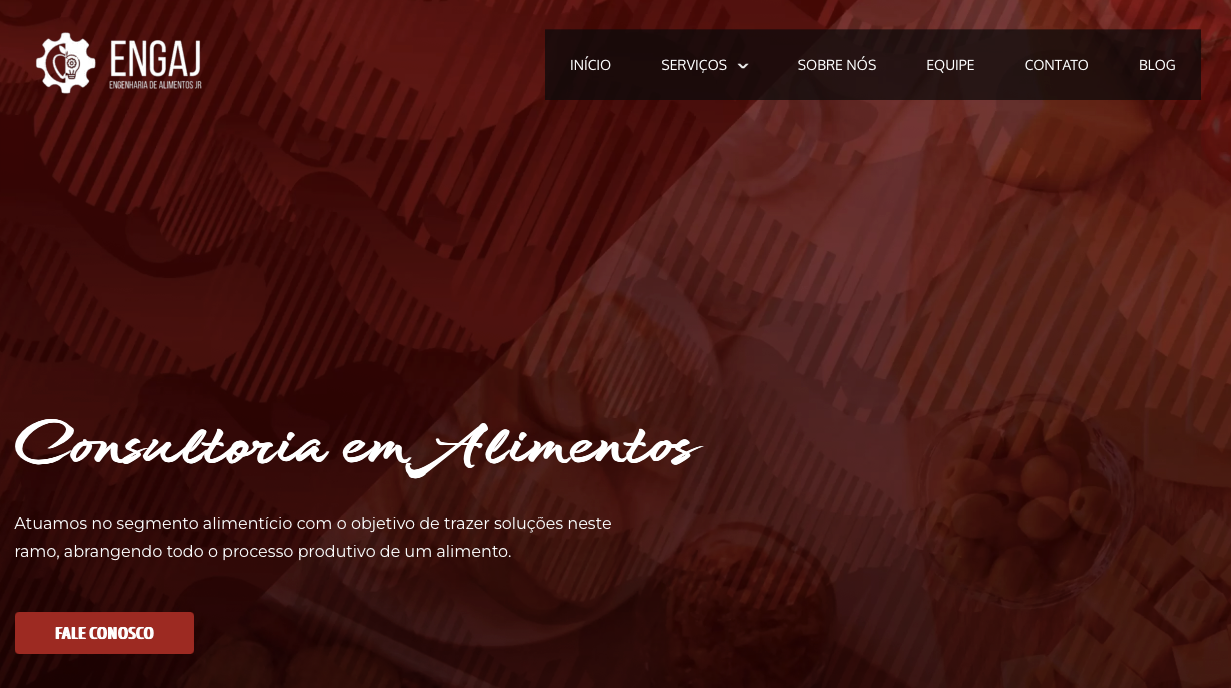 ENGAJ
ENGENHARIA DE ALIMENTOS JR
INÍCIO SERVIÇOS SOBRE NÓS EQUIPE CONTATO BLOG
Consultoria em Alimentos
Atuamos no segmento alimentício com o objetivo de trazer soluções neste
ramo, abrangendo todo o processo produtivo de um alimento.
FALE CONOSCO